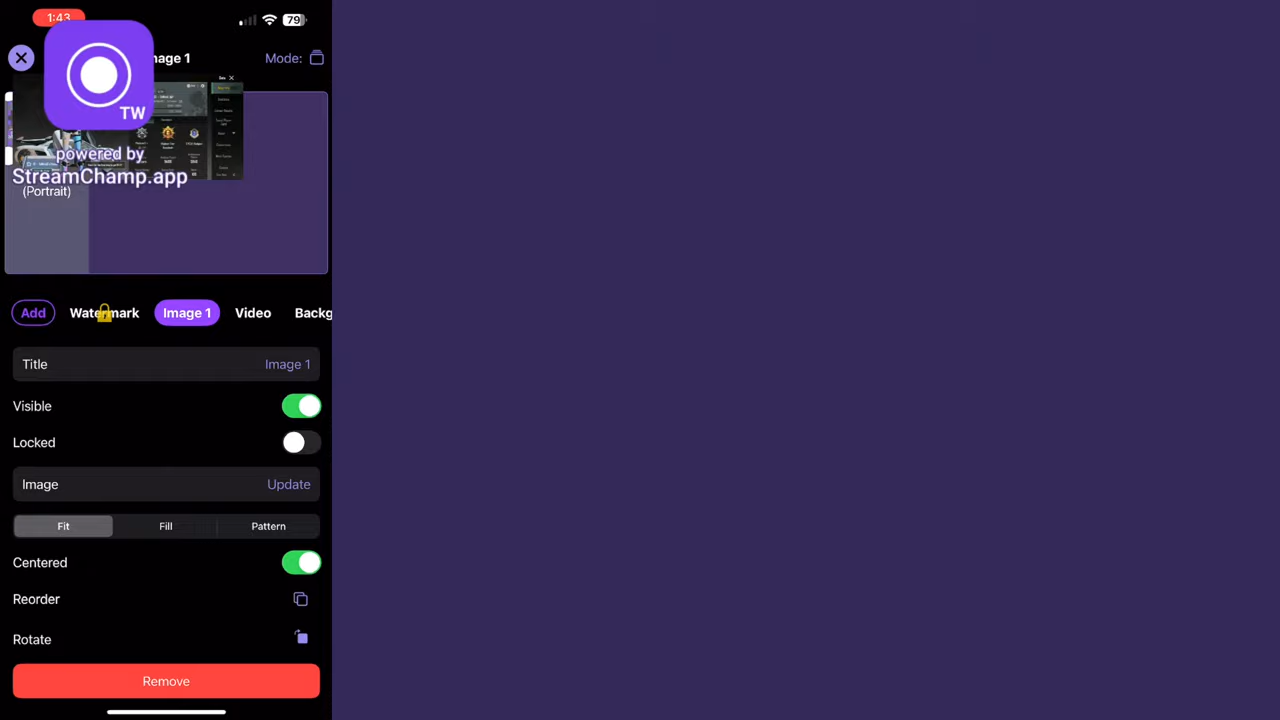 1:43
79
mage 1
Mode:
TW
powered by
StreamChamp.app
(Portrait)
Add
Watermark
Image 1
Video
Backg
Title
Image 1
Visible
Locked
Image
Update
Fit
Fill
Pattern
Centered
Reorder
Rotate
Remove